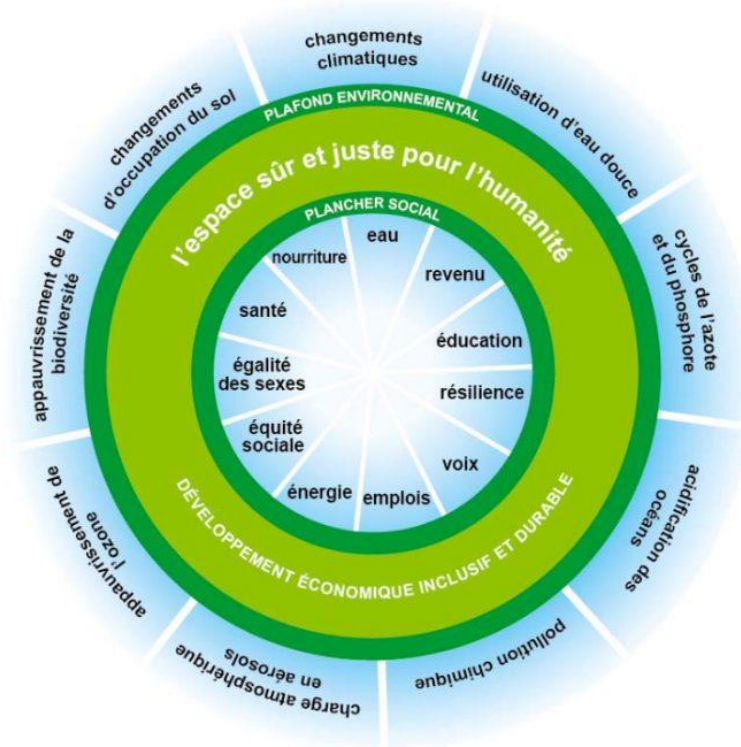 changements
climatiques
utilisation d'eau douce
cycles de l'azote
et du phosphore
acidification des
océans
pollution chimique
charge atmosphérique
en aérosols
appauvrissement de
l'ozone
appauvrissement de la
biodiversité
changements
d'occupation du sol
PLAFOND ENVIRONNEMENTAL
l'espace sûr et juste pour l'humanité
PLANCHER SOCIAL
eau
revenu
éducation
résilience
voix
emplois
énergie
équité
sociale
égalité
des sexes
santé
nourriture
DÉVELOPPEMENT ÉCONOMIQUE INCLUSIF ET DURABLE